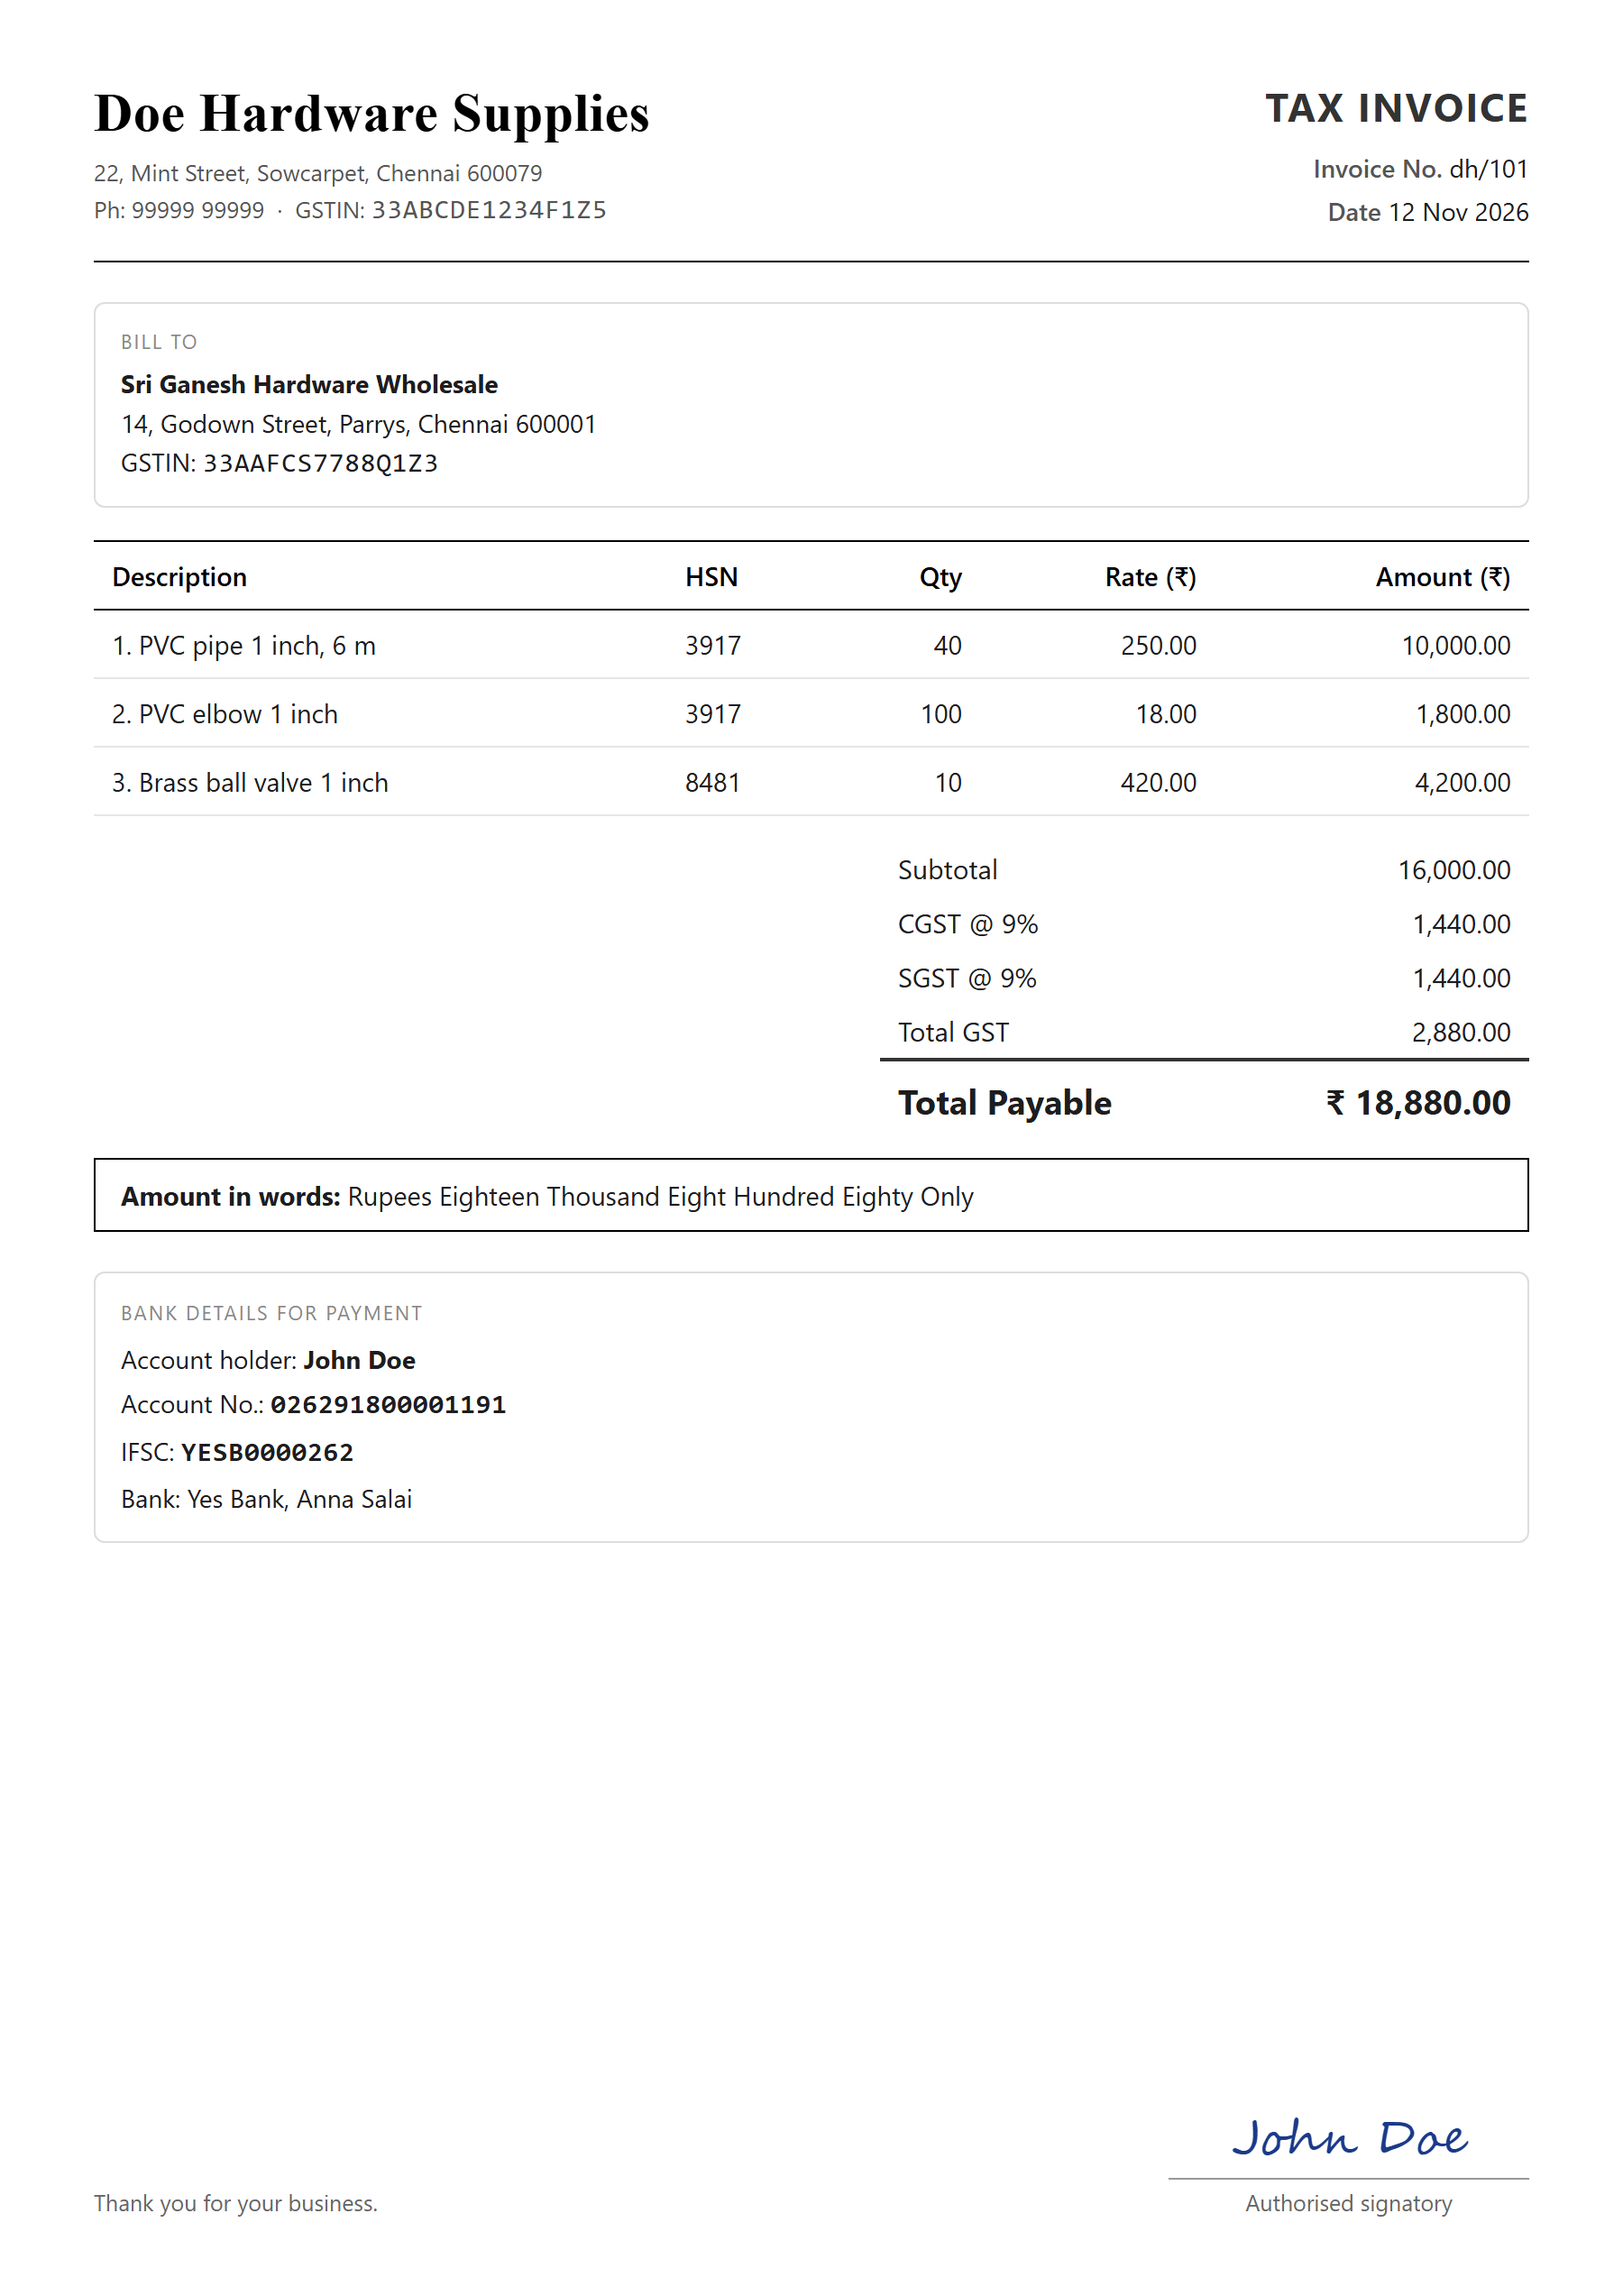 Doe Hardware Supplies
22, Mint Street, Sowcarpet, Chennai 600079
Ph: 99999 99999 · GSTIN: 33ABCDE1234F1Z5
TAX INVOICE
Invoice No. dh/101
Date 12 Nov 2026
BILL TO
Sri Ganesh Hardware Wholesale
14, Godown Street, Parrys, Chennai 600001
GSTIN: 33AAFCS7788Q1Z3
Description HSN Qty Rate (₹) Amount (₹)
1. PVC pipe 1 inch, 6 m 3917 40 250.00 10,000.00
2. PVC elbow 1 inch 3917 100 18.00 1,800.00
3. Brass ball valve 1 inch 8481 10 420.00 4,200.00
Subtotal 16,000.00
CGST @ 9% 1,440.00
SGST @ 9% 1,440.00
Total GST 2,880.00
Total Payable ₹ 18,880.00
Amount in words: Rupees Eighteen Thousand Eight Hundred Eighty Only
BANK DETAILS FOR PAYMENT
Account holder: John Doe
Account No.: 026291800001191
IFSC: YESB0000262
Bank: Yes Bank, Anna Salai
John Doe
Thank you for your business.
Authorised signatory